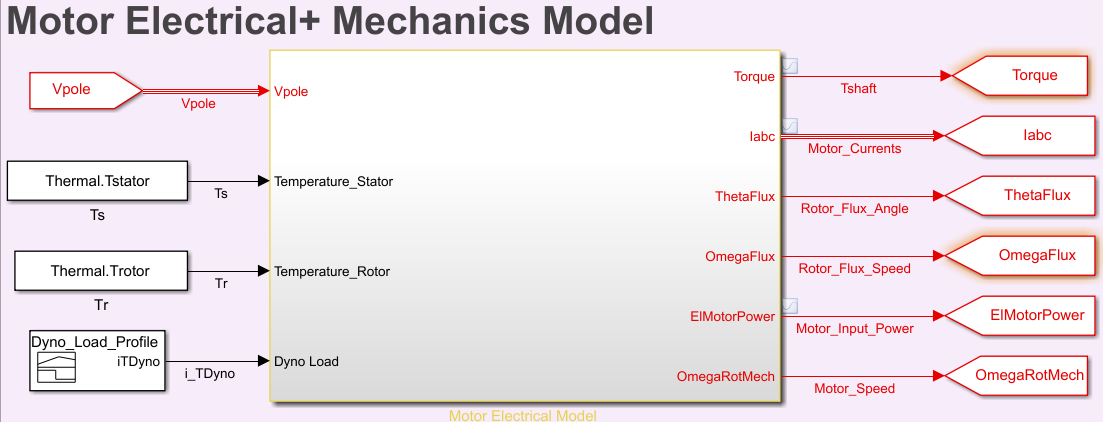 Motor Electrical+ Mechanics Model
Vpole
Vpole
Vpole
Thermal.Tstator
Ts
Ts
Temperature_Stator
Thermal.Trotor
Tr
Tr
Temperature_Rotor
Dyno_Load_Profile
iTDyno
i_TDyno
Dyno Load
Torque
Tshaft
Torque
Iabc
Motor_Currents
Iabc
ThetaFlux
Rotor_Flux_Angle
ThetaFlux
OmegaFlux
Rotor_Flux_Speed
OmegaFlux
ElMotorPower
Motor_Input_Power
ElMotorPower
OmegaRotMech
Motor_Speed
OmegaRotMech
Motor Electrical Model